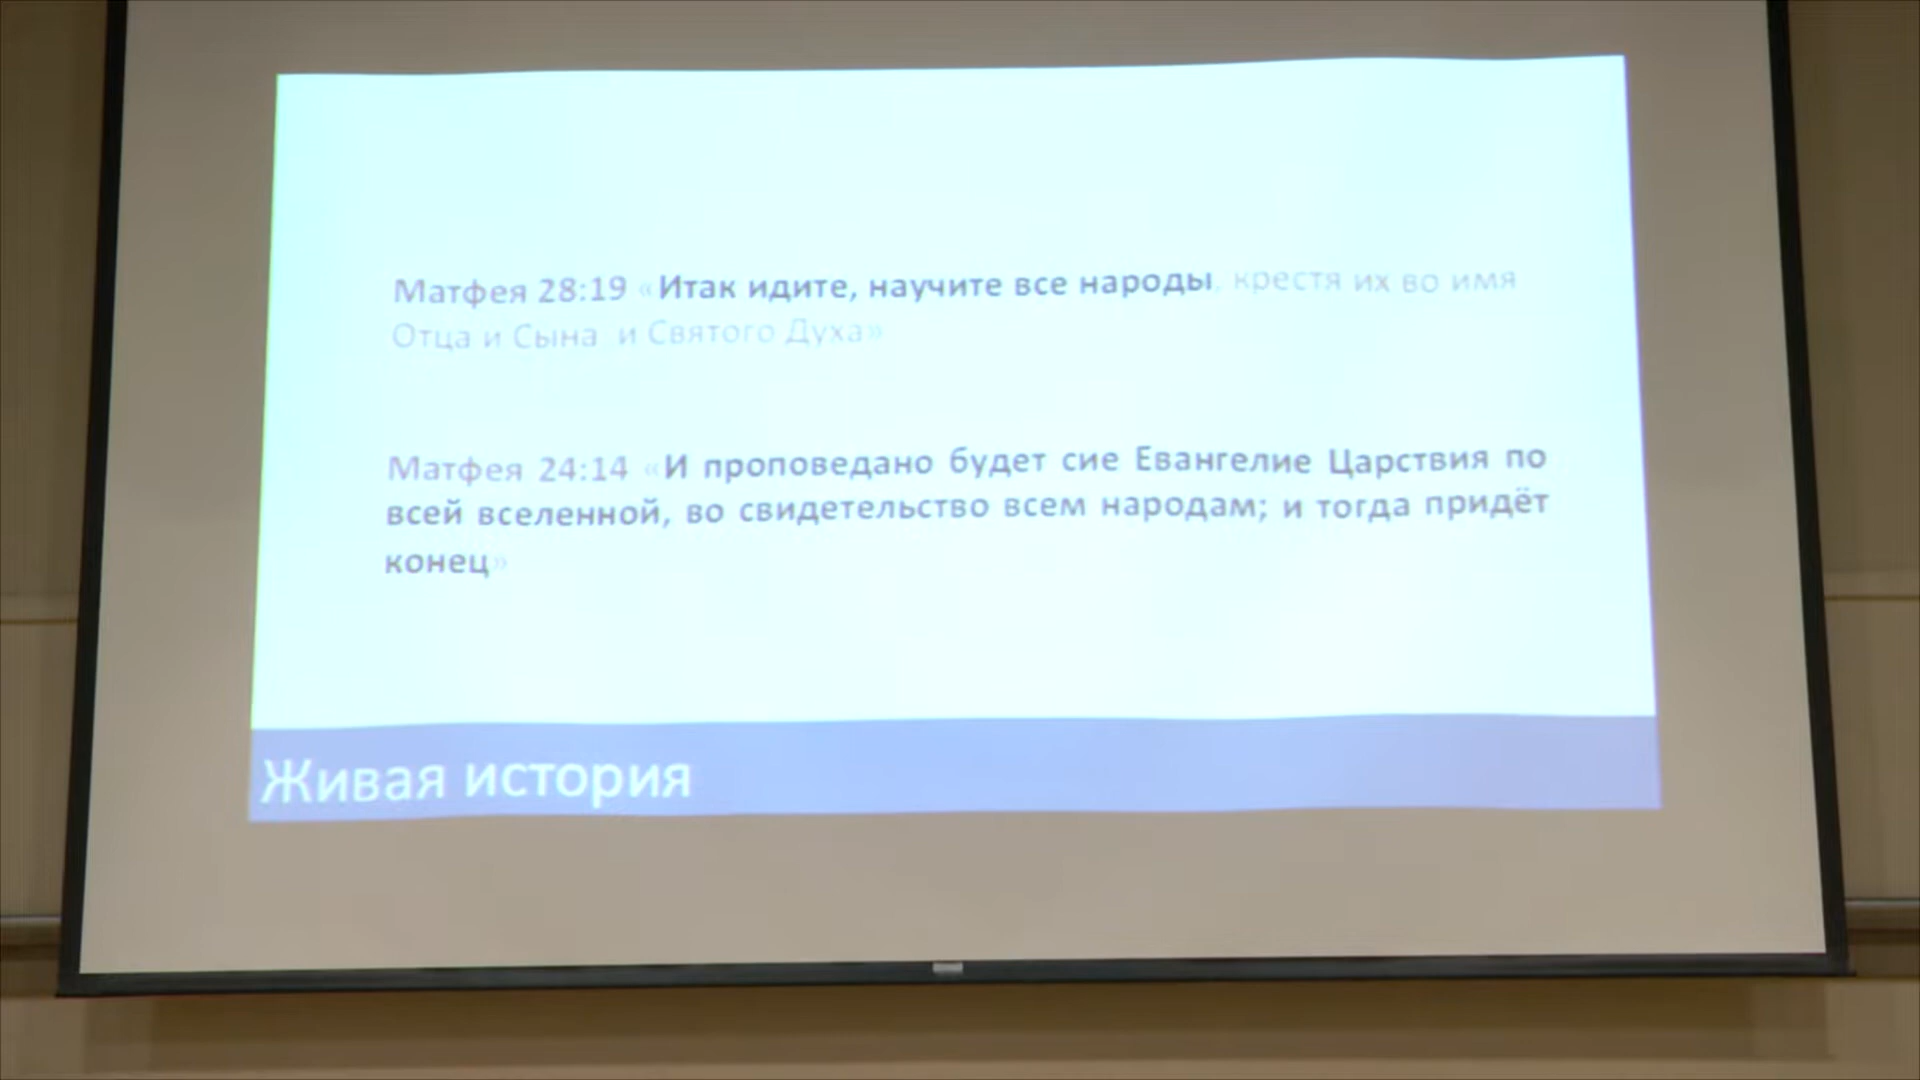 Матфея 28:19 «Итак идите, научите все народы, крестя их во имя
Отца и Сына и Святого Духа»
Матфея 24:14 «И проповедано будет сие Евангелие Царствия по
всей вселенной, во свидетельство всем народам; и тогда придёт
конец»
Живая история